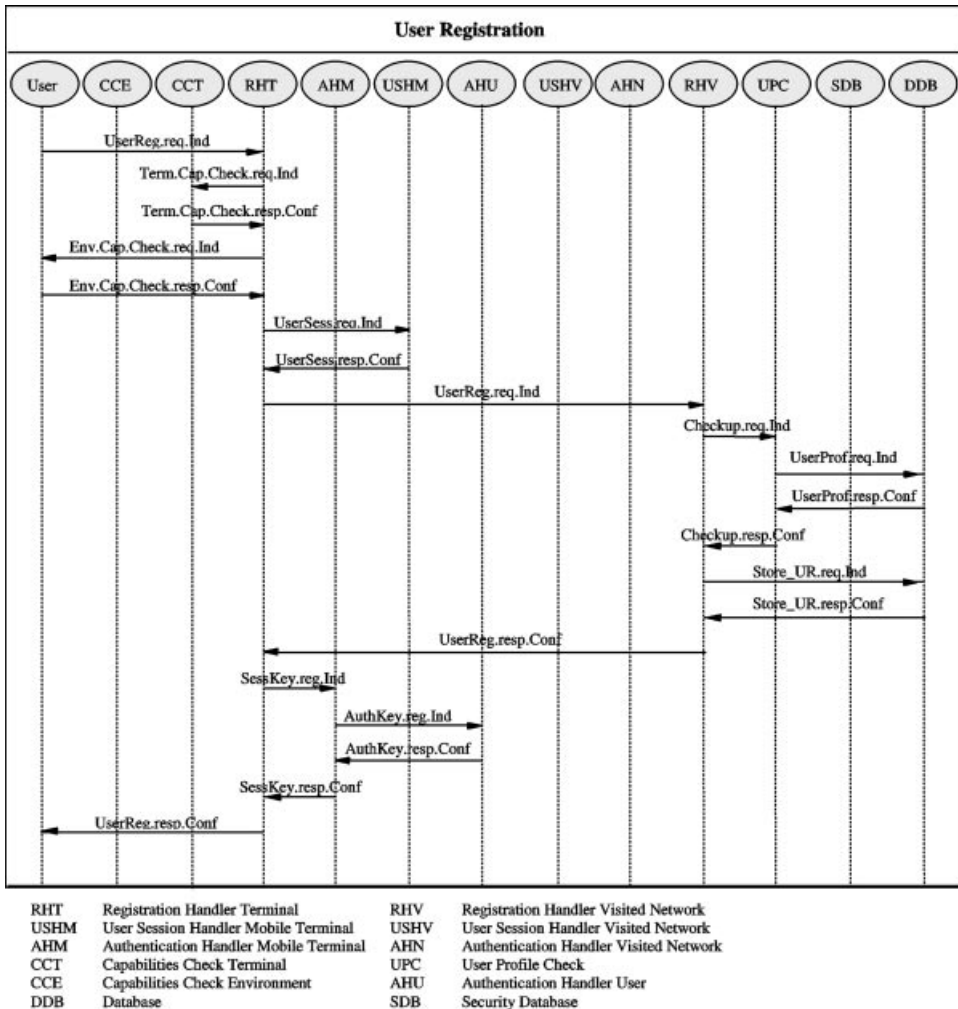 User Registration
User CCE CCT RHT AHM USHM AHU USHV AHN RHV UPC SDB DDB
UserReg.req.Ind
Term.Cap.Check.req.Ind
Term.Cap.Check.resp.Conf
Env.Cap.Check.req.Ind
Env.Cap.Check.resp.Conf
UserSess.req.Ind
UserSess.resp.Conf
UserReg.req.Ind
Checkup.req.Ind
UserProf.req.Ind
UserProf.resp.Conf
Checkup.resp.Conf
Store_UR.req.Ind
Store_UR.resp.Conf
UserReg.resp.Conf
SessKey.reg.Ind
AuthKey.reg.Ind
AuthKey.resp.Conf
SessKey.resp.Conf
UserReg.resp.Conf
RHT Registration Handler Terminal RHV Registration Handler Visited Network
USHM User Session Handler Mobile Terminal USHV User Session Handler Visited Network
AHM Authentication Handler Mobile Terminal AHN Authentication Handler Visited Network
CCT Capabilities Check Terminal UPC User Profile Check
CCE Capabilities Check Environment AHU Authentication Handler User
DDB Database SDB Security Database